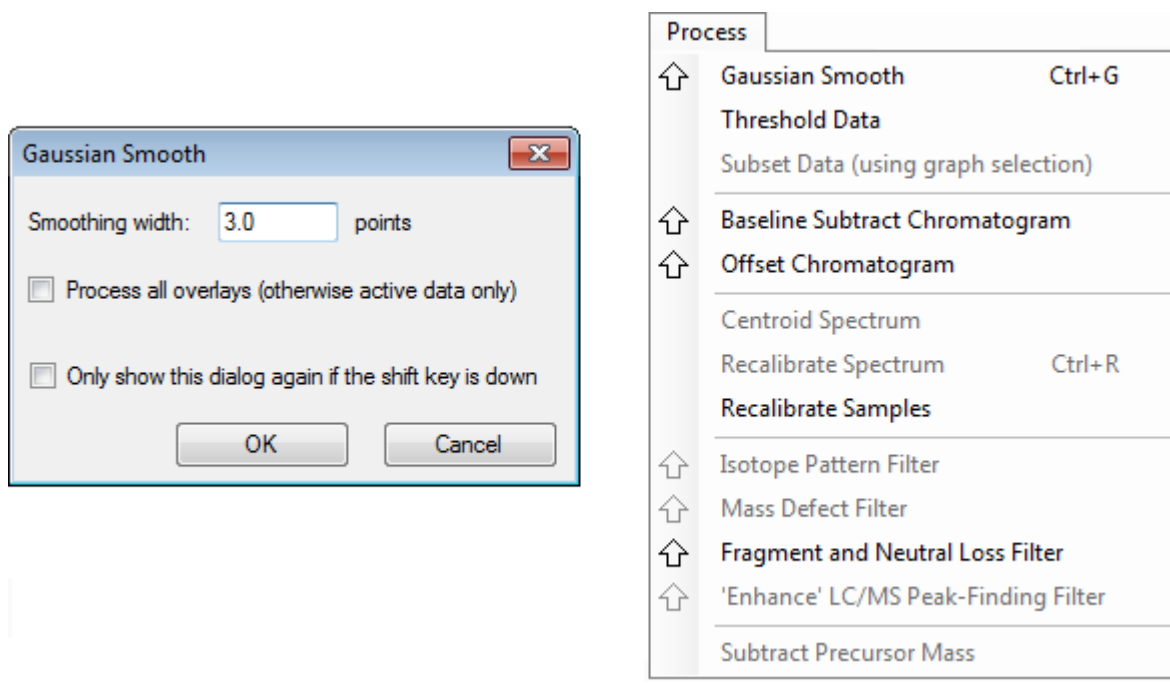 Gaussian Smooth
Smoothing width: 3.0 points
Process all overlays (otherwise active data only)
Only show this dialog again if the shift key is down
OK Cancel
Process
Gaussian Smooth Ctrl+G
Threshold Data
Subset Data (using graph selection)
Baseline Subtract Chromatogram
Offset Chromatogram
Centroid Spectrum
Recalibrate Spectrum Ctrl+R
Recalibrate Samples
Isotope Pattern Filter
Mass Defect Filter
Fragment and Neutral Loss Filter
'Enhance' LC/MS Peak-Finding Filter
Subtract Precursor Mass